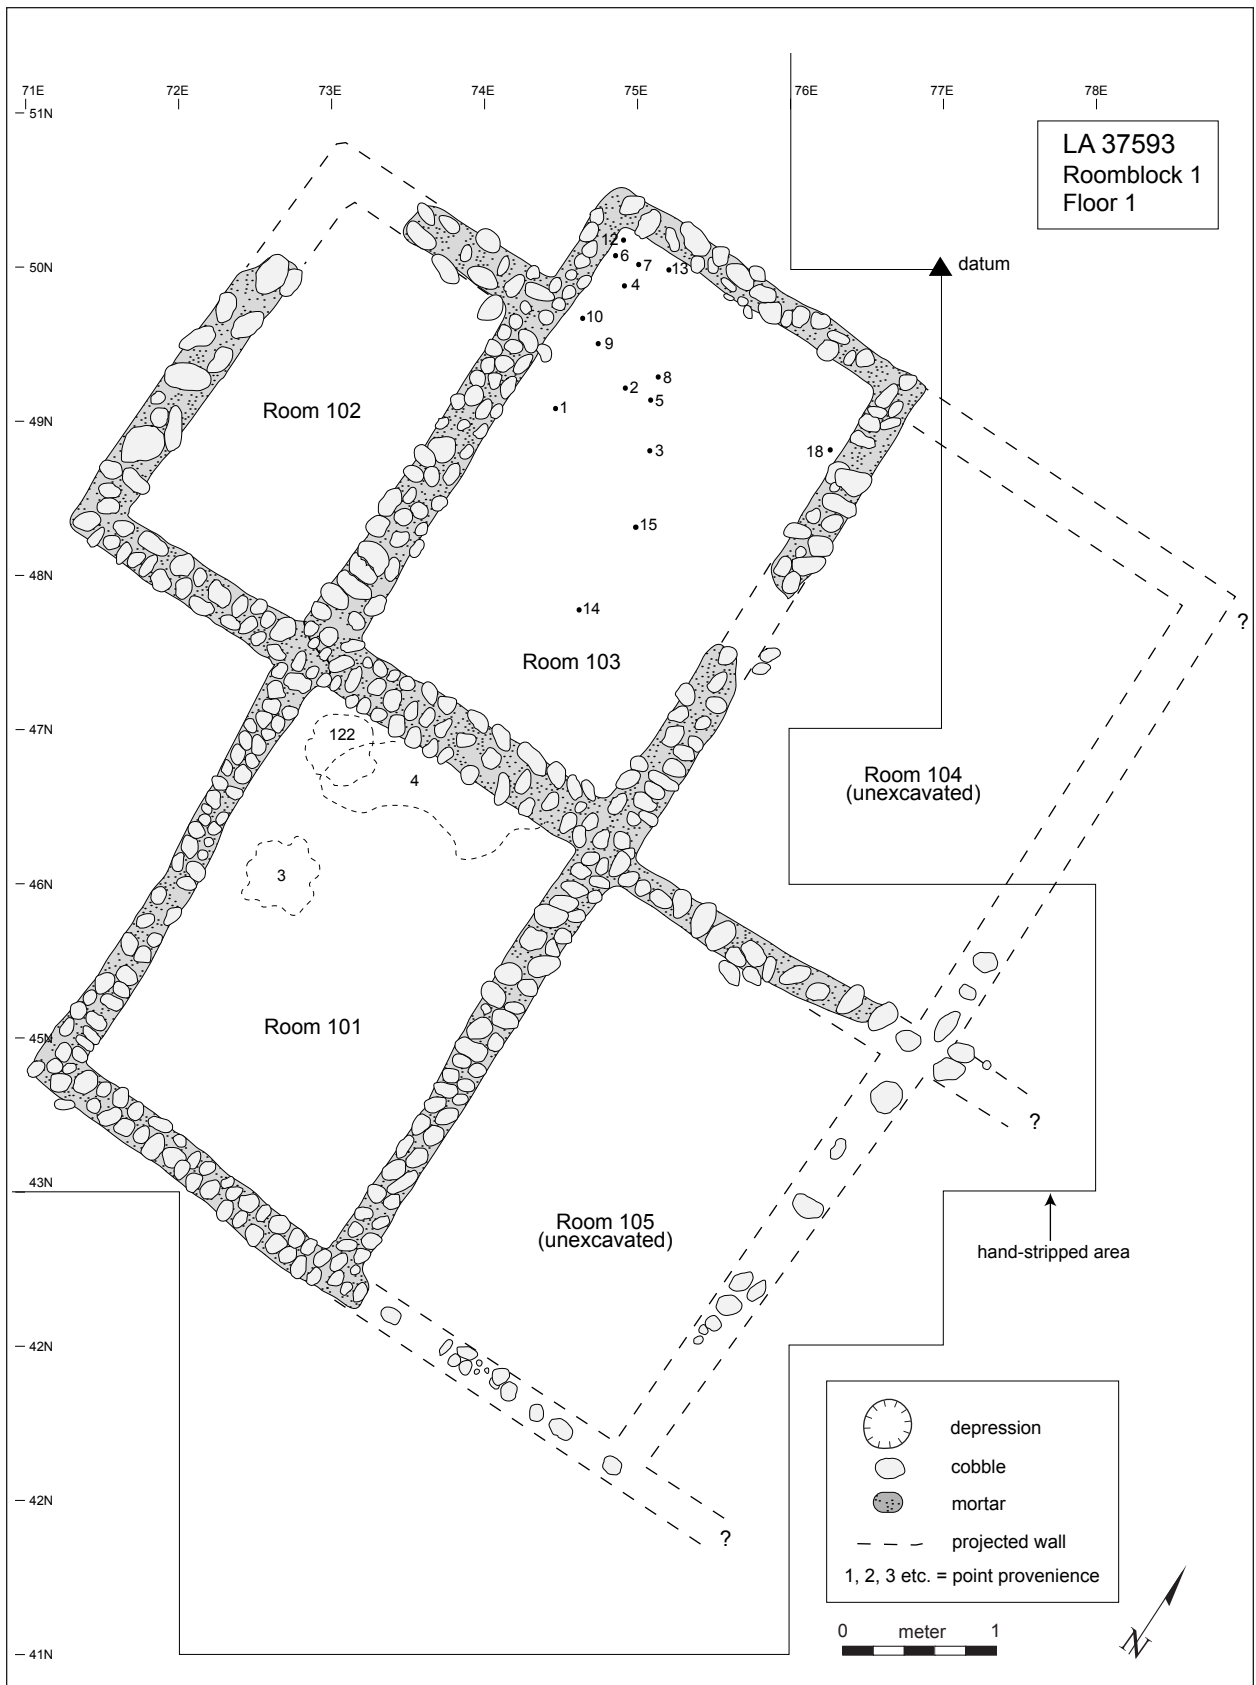 71E 72E 73E 74E 75E 76E 77E 78E
51N
LA 37593
Roomblock 1
Floor 1
12
6
7
13
50N
datum
4
10
9
8
2
5
1
Room 102
49N
3
18
15
48N
14
?
Room 103
47N
122
4
Room 104
(unexcavated)
46N
3
Room 101
45N
?
43N
Room 105
(unexcavated)
hand-stripped area
42N
depression
cobble
42N
mortar
?
projected wall
1, 2, 3 etc. = point provenience
0 meter 1
N
41N